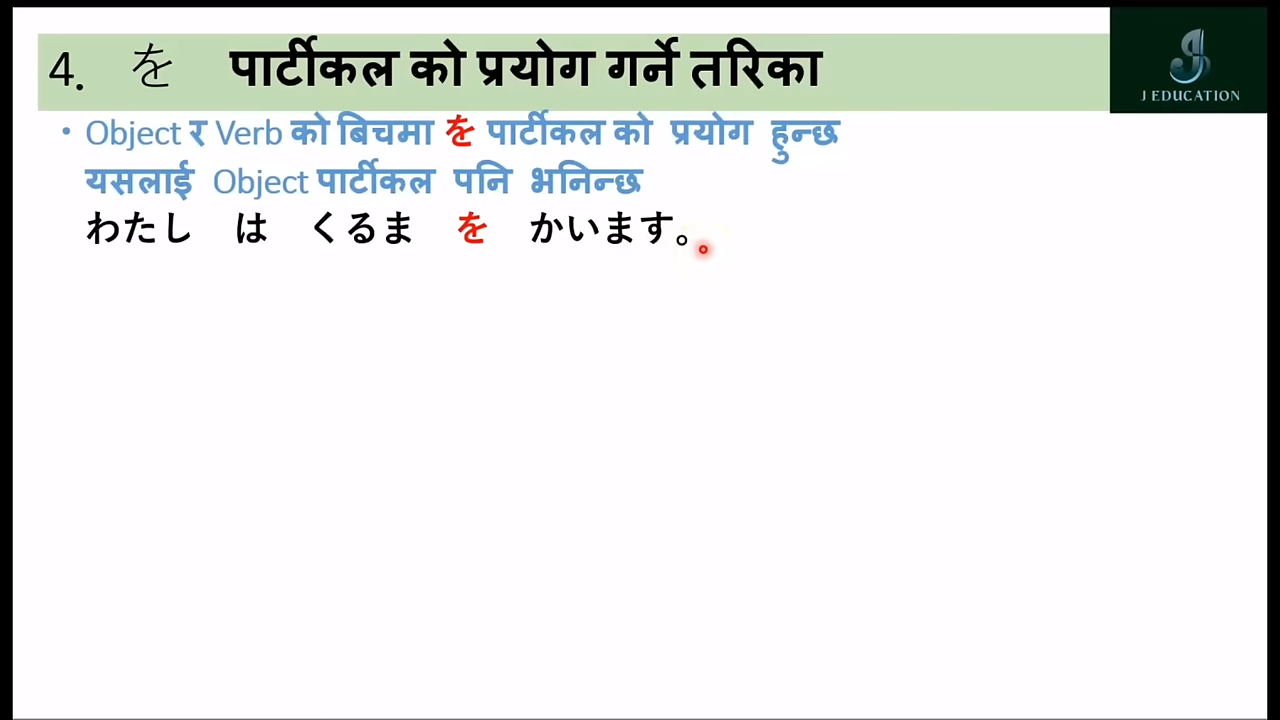 4. を पार्टीकल को प्रयोग गर्ने तरिका
J EDUCATION
• Object र Verb को बिचमा を पार्टीकल को प्रयोग हुन्छ
यसलाई Object पार्टीकल पनि भनिन्छ
わたし は くるま を かいます。